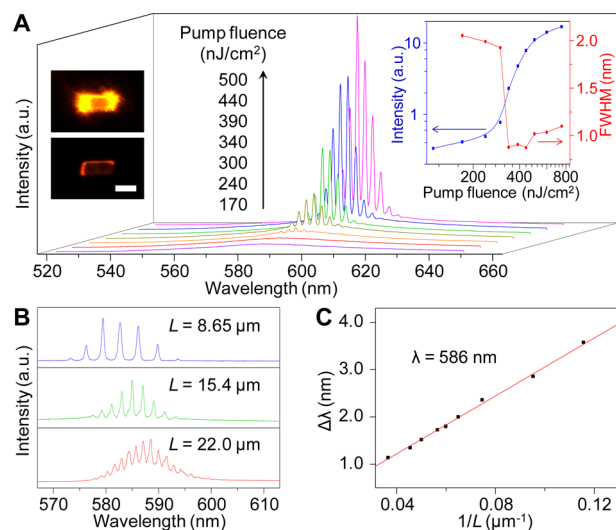 A
Pump fluence
(nJ/cm²)
500
440
390
340
300
240
170
Intensity (a.u.)
520
540
560
580
600
620
640
660
Wavelength (nm)
Intensity (a.u.)
10
1
FWHM (nm)
2.0
1.5
1.0
200
400
800
Pump fluence (nJ/cm²)
B
L = 8.65 µm
L = 15.4 µm
L = 22.0 µm
Intensity (a.u.)
570
580
590
600
610
Wavelength (nm)
C
λ = 586 nm
Δλ (nm)
4.0
3.0
2.0
1.0
0.04
0.08
0.12
1/L (µm⁻¹)